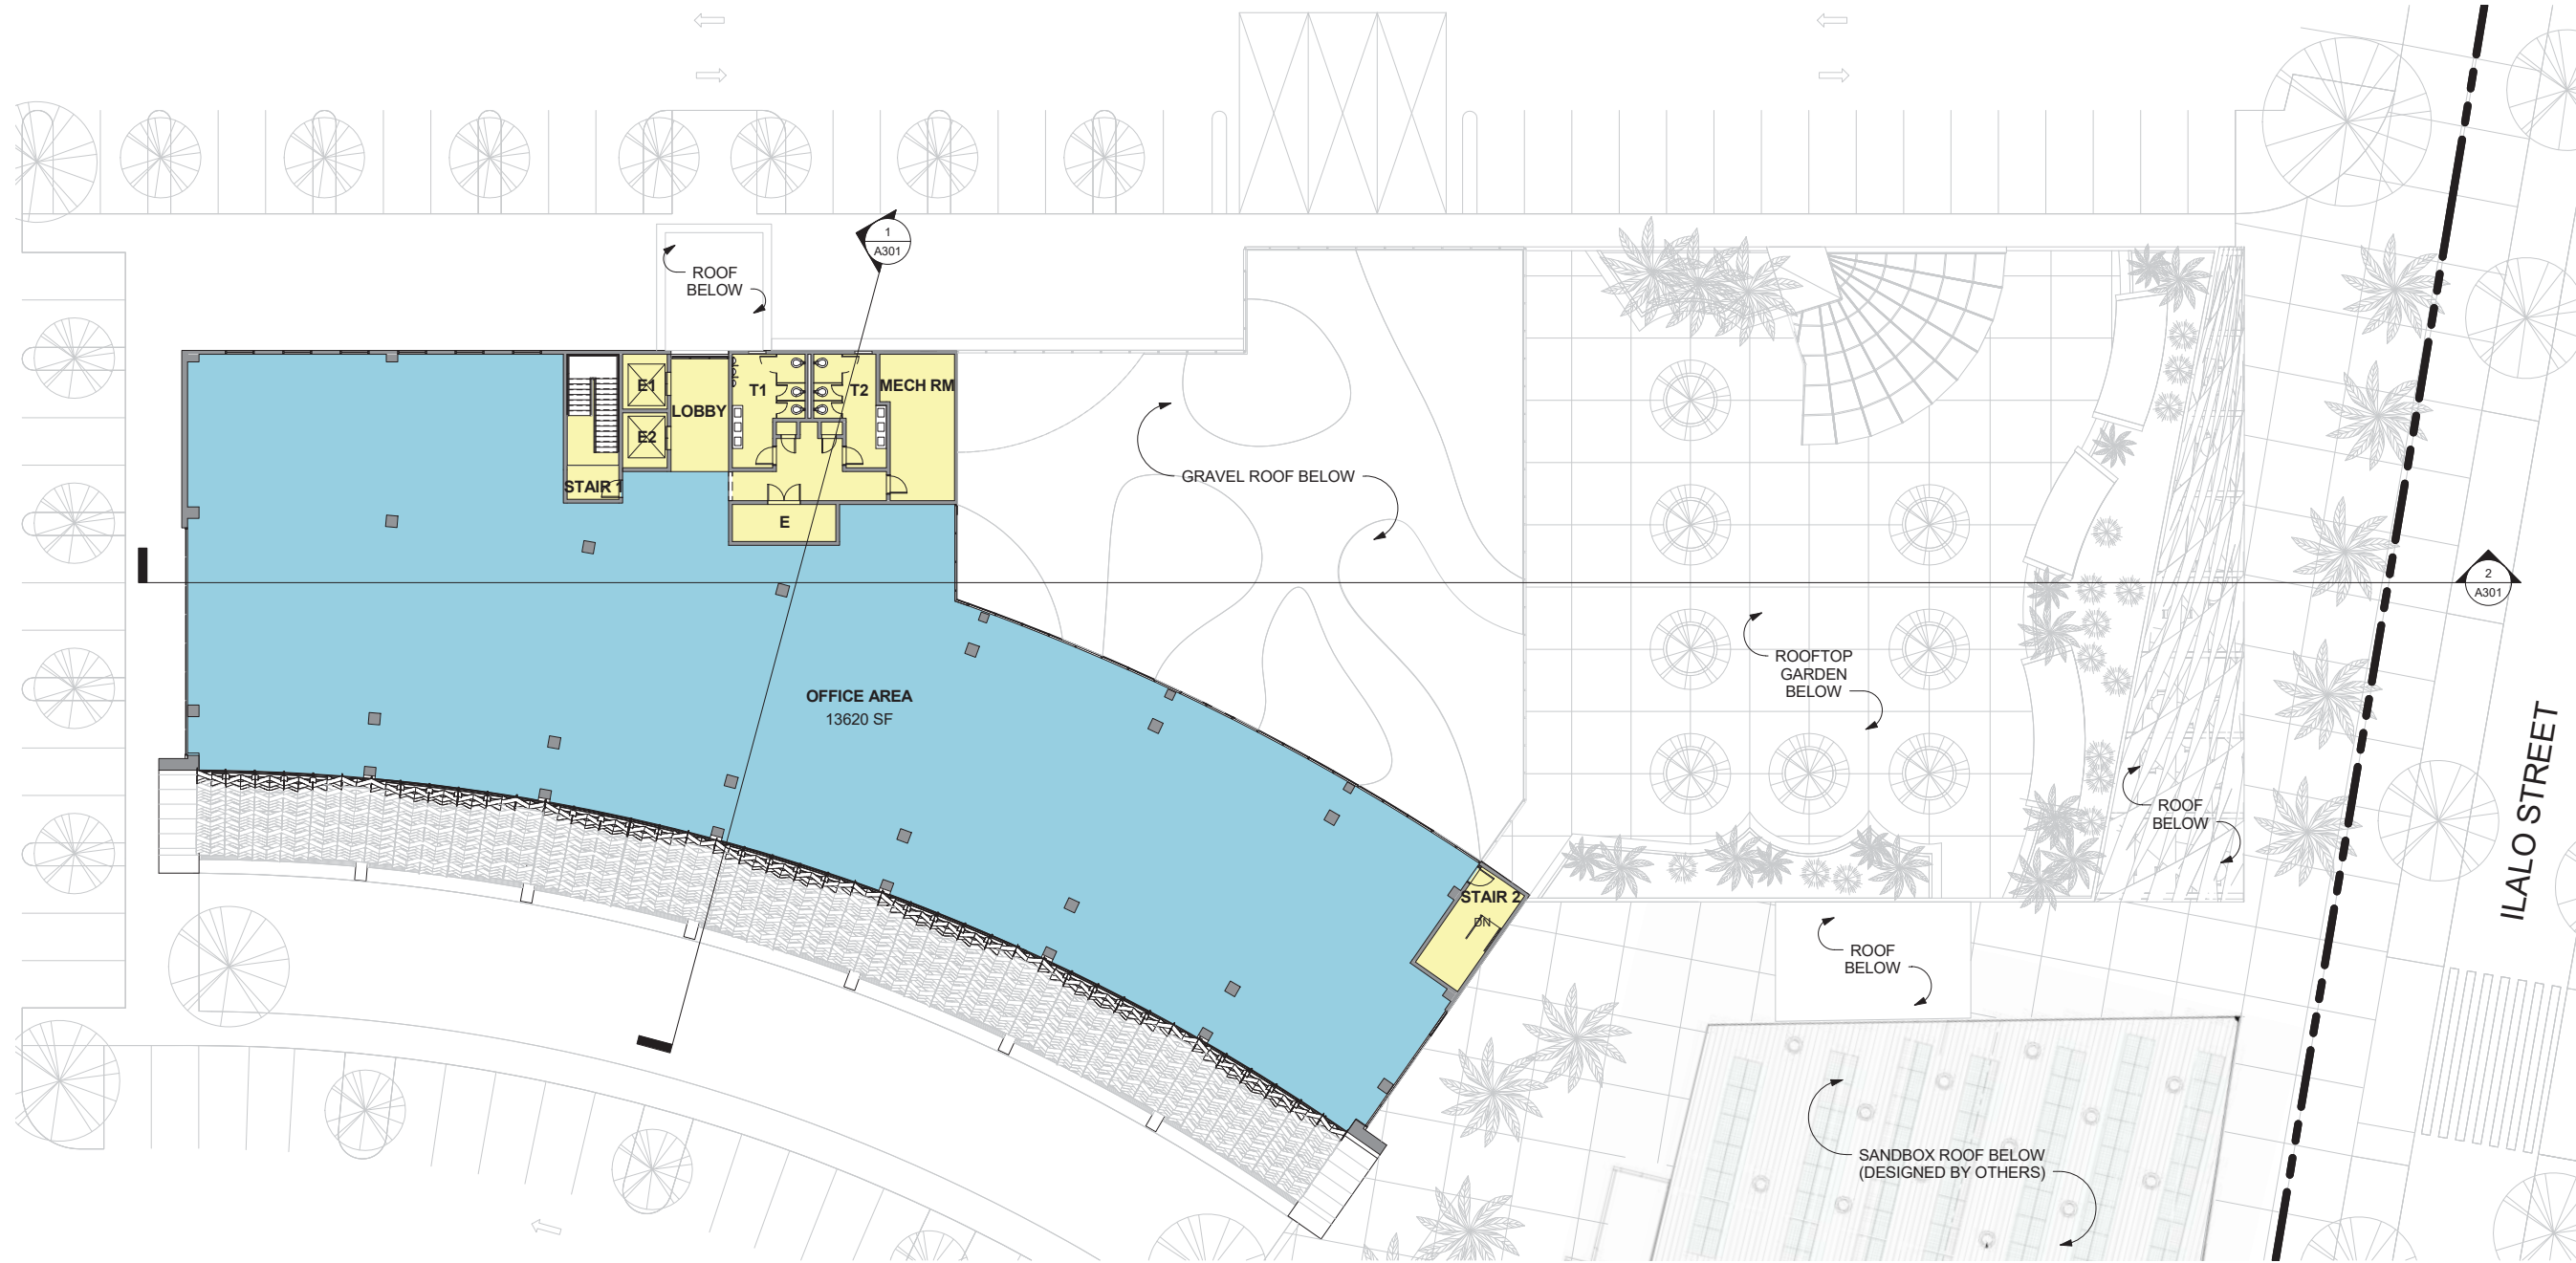 1
A301
ROOF
BELOW
E1
E2
LOBBY
T1
T2
MECH RM
STAIR 1
E
GRAVEL ROOF BELOW
2
A301
OFFICE AREA
13620 SF
ROOFTOP
GARDEN
BELOW
ROOF
BELOW
ILALO STREET
STAIR 2
DN
ROOF
BELOW
SANDBOX ROOF BELOW
(DESIGNED BY OTHERS)